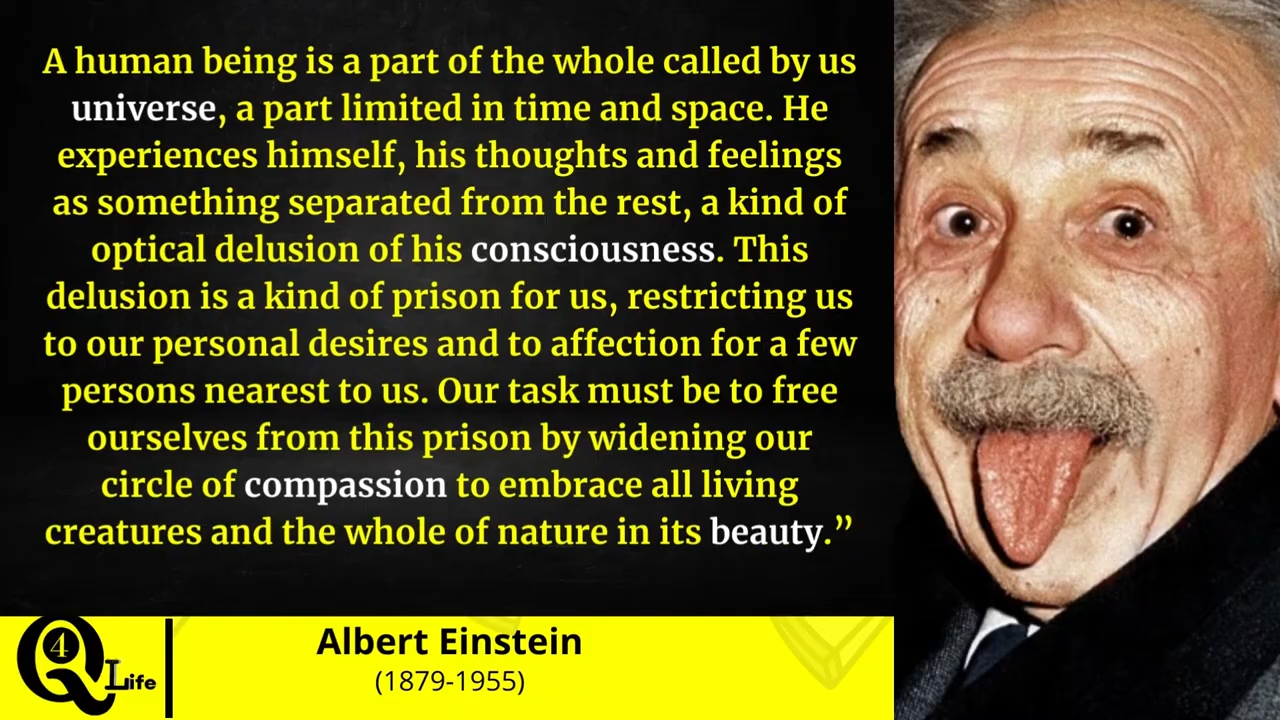 A human being is a part of the whole called by us
universe, a part limited in time and space. He
experiences himself, his thoughts and feelings
as something separated from the rest, a kind of
optical delusion of his consciousness. This
delusion is a kind of prison for us, restricting us
to our personal desires and to affection for a few
persons nearest to us. Our task must be to free
ourselves from this prison by widening our
circle of compassion to embrace all living
creatures and the whole of nature in its beauty.”
Q4Life
Albert Einstein
(1879-1955)